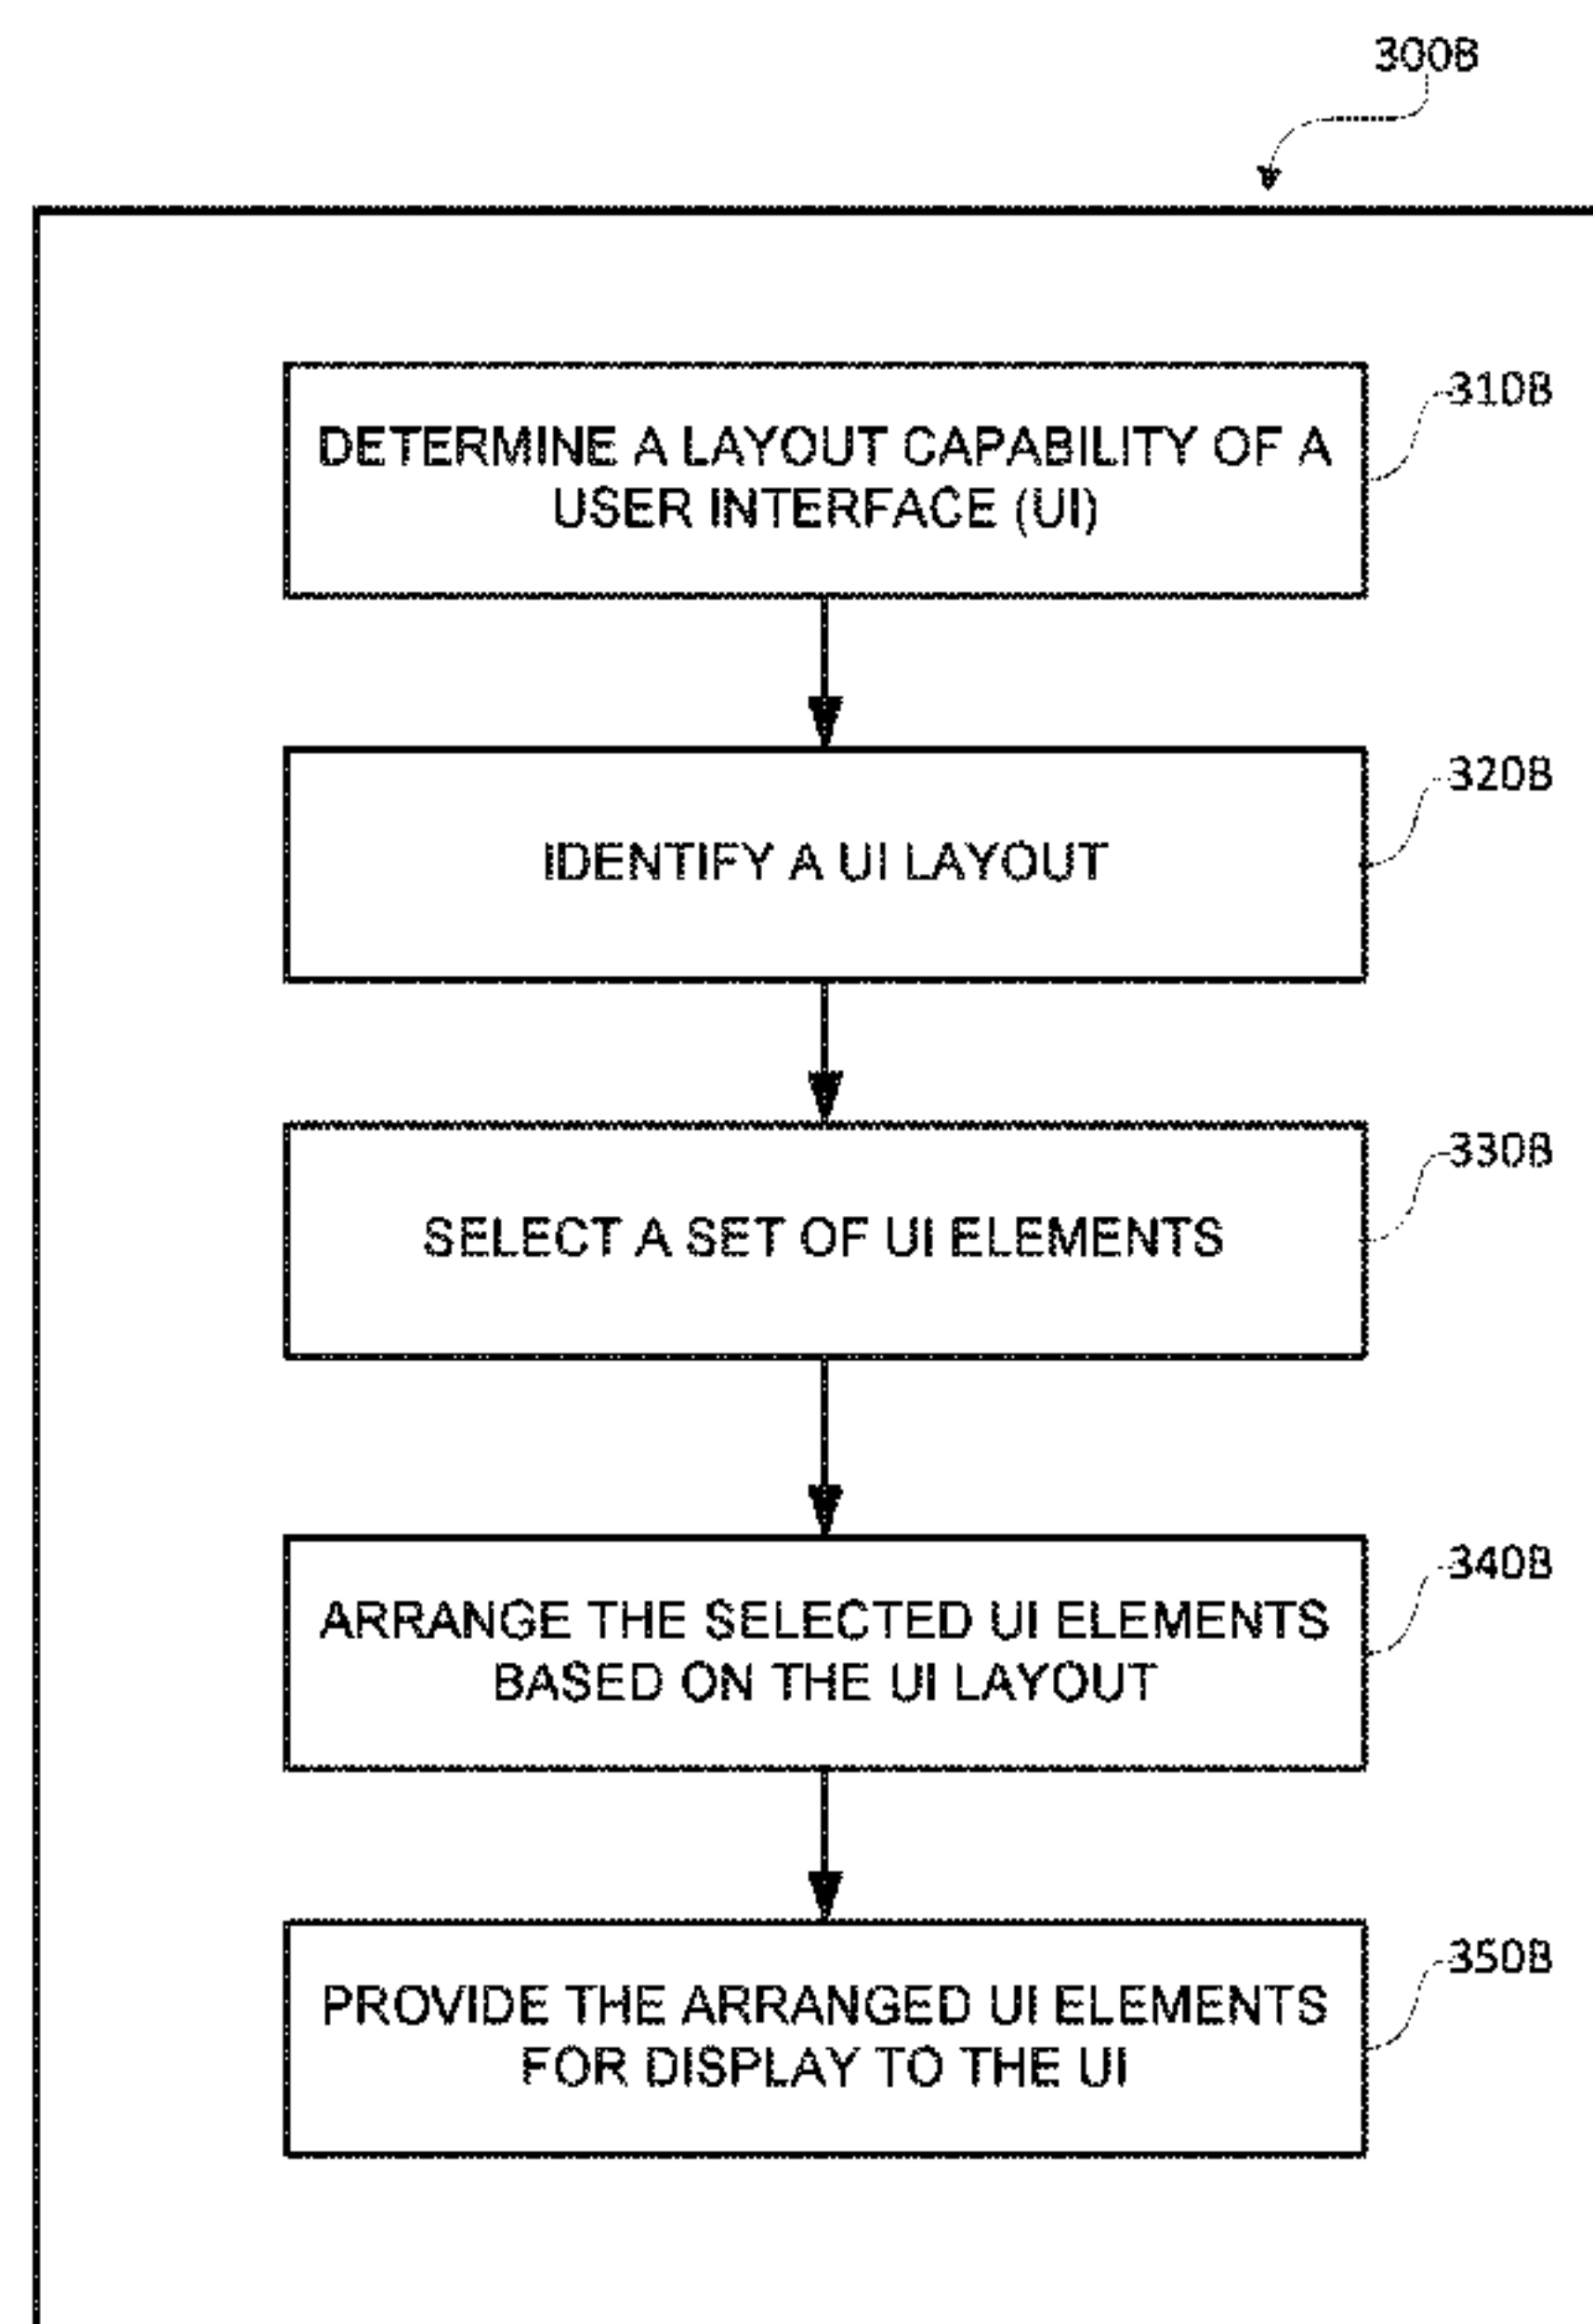 300B
DETERMINE A LAYOUT CAPABILITY OF A
USER INTERFACE (UI)
310B
IDENTIFY A UI LAYOUT
320B
SELECT A SET OF UI ELEMENTS
330B
ARRANGE THE SELECTED UI ELEMENTS
BASED ON THE UI LAYOUT
340B
PROVIDE THE ARRANGED UI ELEMENTS
FOR DISPLAY TO THE UI
350B